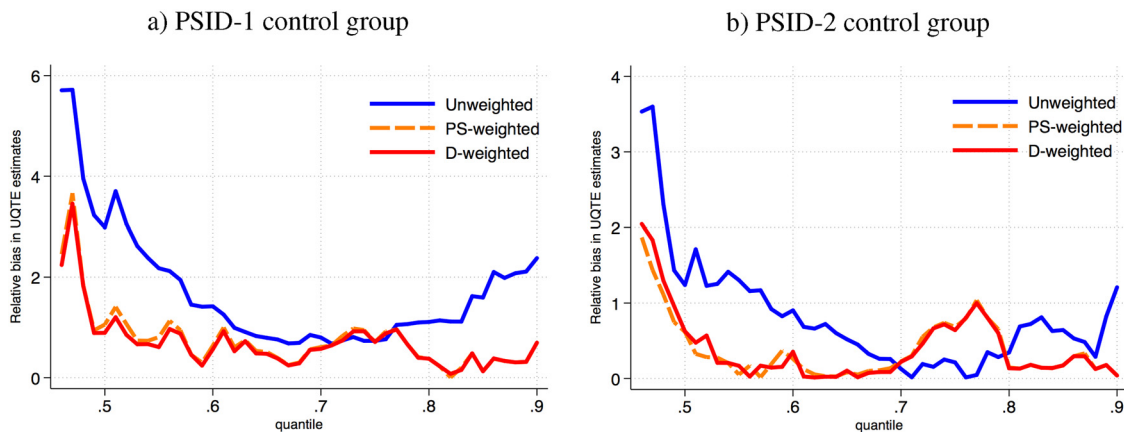 a) PSID-1 control group
Relative bias in UQTE estimates
6
4
2
0
Unweighted
PS-weighted
D-weighted
.5 .6 .7 .8 .9
quantile
b) PSID-2 control group
Relative bias in UQTE estimates
4
3
2
1
0
Unweighted
PS-weighted
D-weighted
.5 .6 .7 .8 .9
quantile